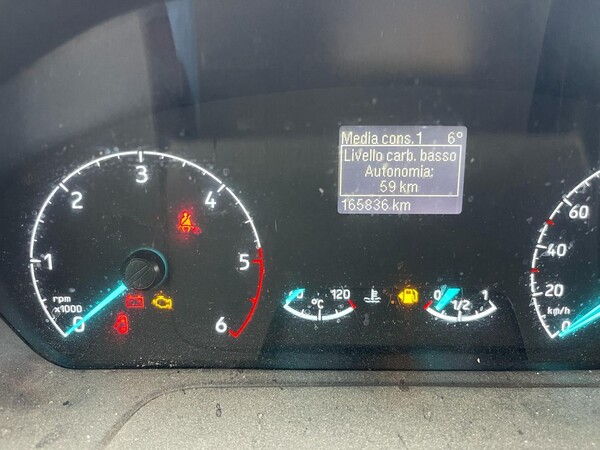 Media cons.1 6°
Livello carb. basso
Autonomia:
59 km
165836 km
0
1
2
3
4
5
6
rpm
x1000
0 120
°C
0 1/2 1
0
20
40
60
km/h